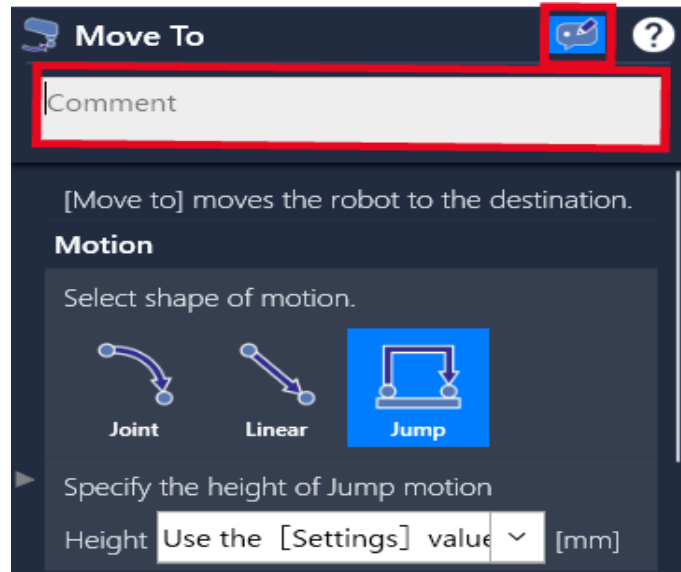 Move To
?
Comment
[Move to] moves the robot to the destination.
Motion
Select shape of motion.
Joint Linear Jump
Specify the height of Jump motion
Height Use the [Settings] value [mm]